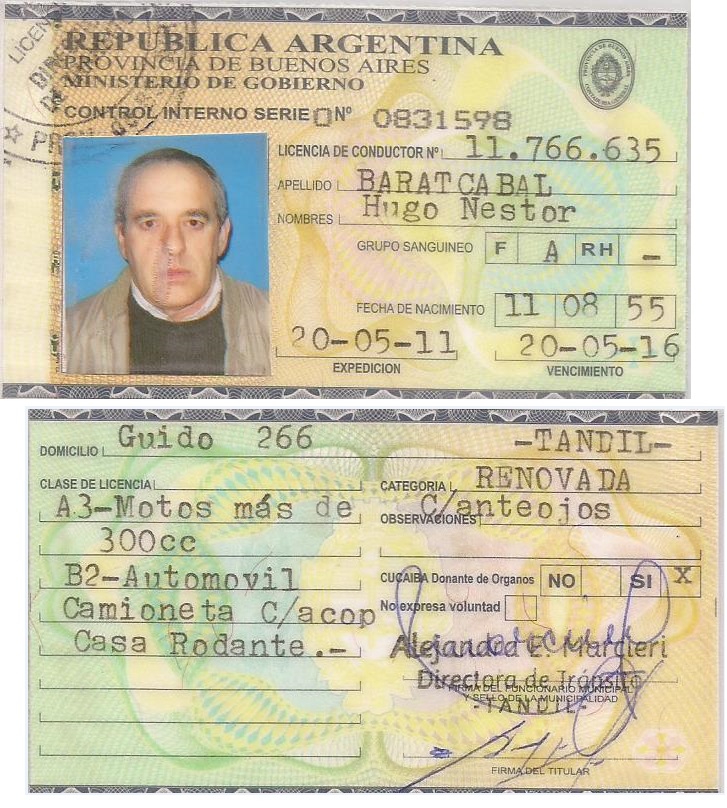 REPUBLICA ARGENTINA
PROVINCIA DE BUENOS AIRES
MINISTERIO DE GOBIERNO
CONTROL INTERNO SERIE D Nº 0831598
LICENCIA DE CONDUCTOR Nº 11.766.635
APELLIDO BARATCABAL
NOMBRES Hugo Nestor
GRUPO SANGUINEO F A RH -
FECHA DE NACIMIENTO 11 08 55
20-05-11 20-05-16
EXPEDICION VENCIMIENTO
DOMICILIO Guido 266 -TANDIL-
CLASE DE LICENCIA
A3-Motos más de
300cc
B2-Automovil
Camioneta C/acop
Casa Rodante.-
CATEGORIA RENOVADA
OBSERVACIONES C/anteojos
CUCAIBA Donante de Organos NO SI X
No expresa voluntad
Alejandra E. Marcieri
Directora de Tránsito
FIRMA DEL FUNCIONARIO MUNICIPAL
Y SELLO DE LA MUNICIPALIDAD
-TANDIL-
FIRMA DEL TITULAR